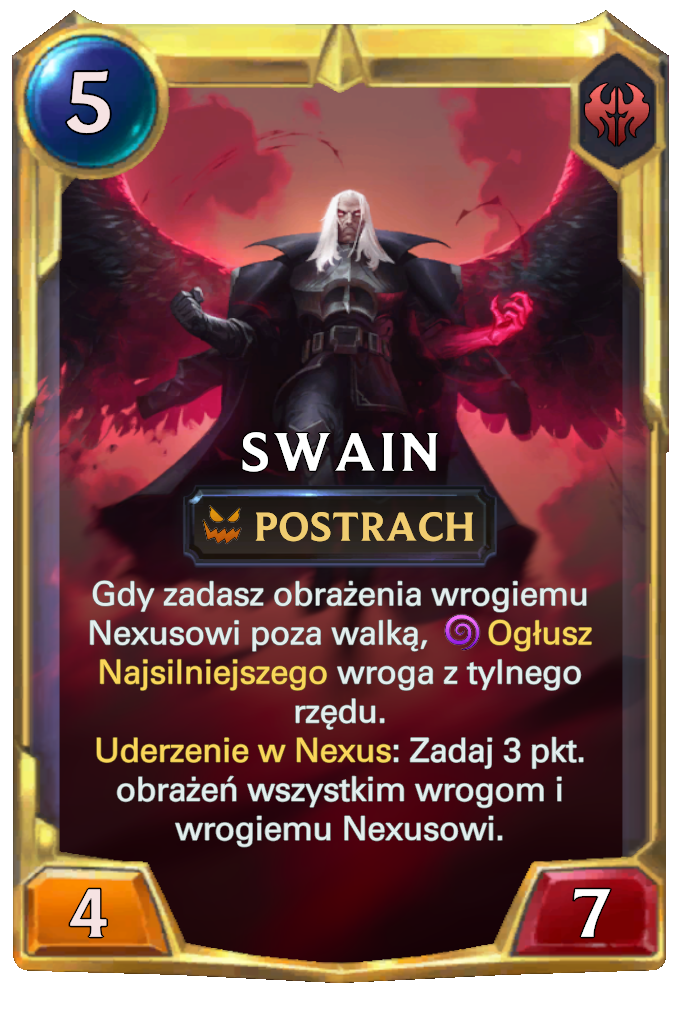 5
SWAIN
POSTRACH
Gdy zadasz obrażenia wrogiemu
Nexusowi poza walką, Ogłusz
Najsilniejszego wroga z tylnego
rzędu.
Uderzenie w Nexus: Zadaj 3 pkt.
obrażeń wszystkim wrogom i
wrogiemu Nexusowi.
4
7